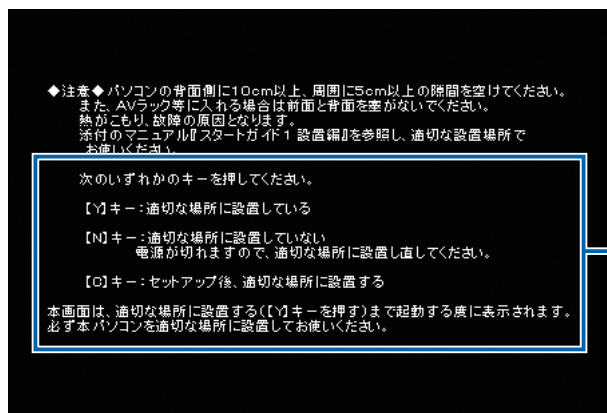 ◆注意◆パソコンの背面側に10cm以上、周囲に5cm以上の隙間を空けてください。
また、AVラック等に入れる場合は前面と背面を塞がないでください。
熱がこもり、故障の原因となります。
添付のマニュアル『スタートガイド1 設置編』を参照し、適切な設置場所で
お使いください。
次のいずれかのキーを押してください。
【Y】キー:適切な場所に設置している
【N】キー:適切な場所に設置していない
電源が切れますので、適切な場所に設置し直してください。
【C】キー:セットアップ後、適切な場所に設置する
本画面は、適切な場所に設置する(【Y】キーを押す)まで起動する度に表示されます。
必ず本パソコンを適切な場所に設置してお使いください。